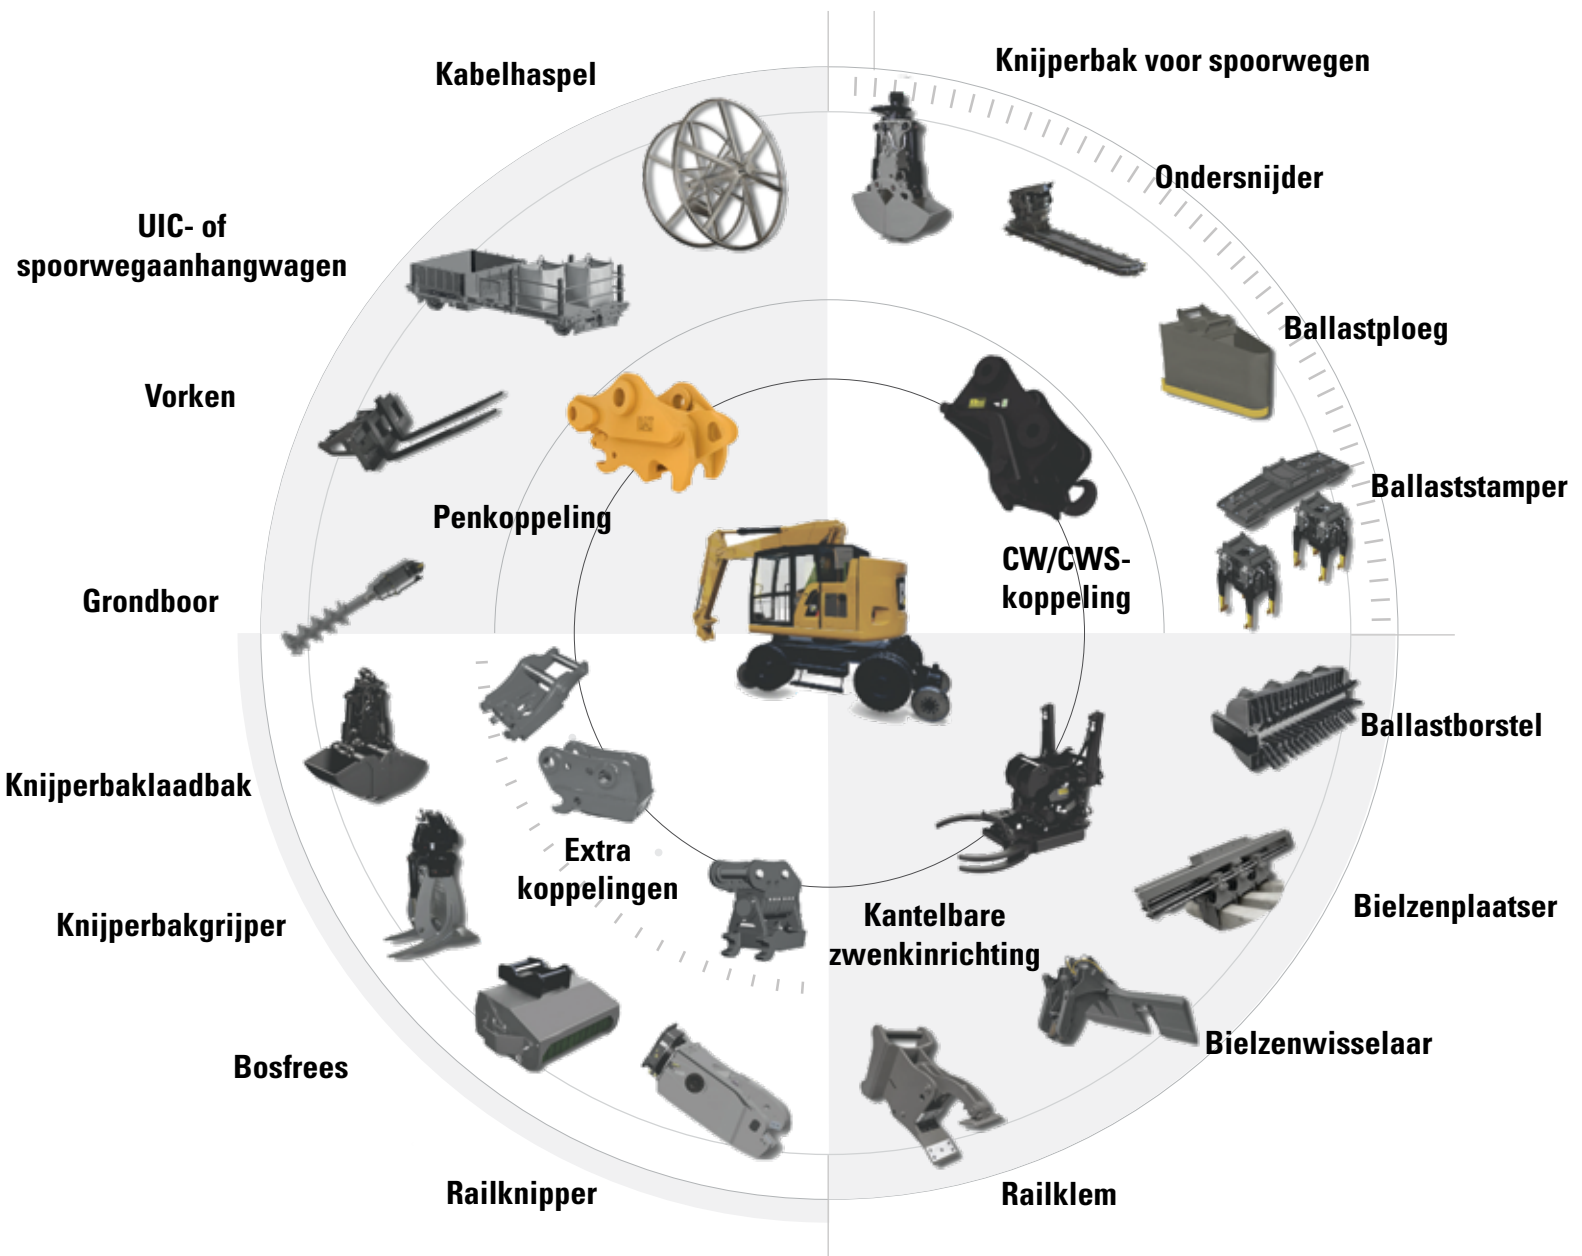 Kabelhaspel
Knijperbak voor spoorwegen
Ondersnijder
UIC- of
spoorwegaanhangwagen
Ballastploeg
Vorken
Ballaststamper
Penkoppeling
CW/CWS-
koppeling
Grondboor
Ballastborstel
Knijperbaklaadbak
Extra
koppelingen
Kantelbare
zwenkinrichting
Bielzenplaatser
Knijperbakgrijper
Bielzenwisselaar
Bosfrees
Railknipper
Railklem